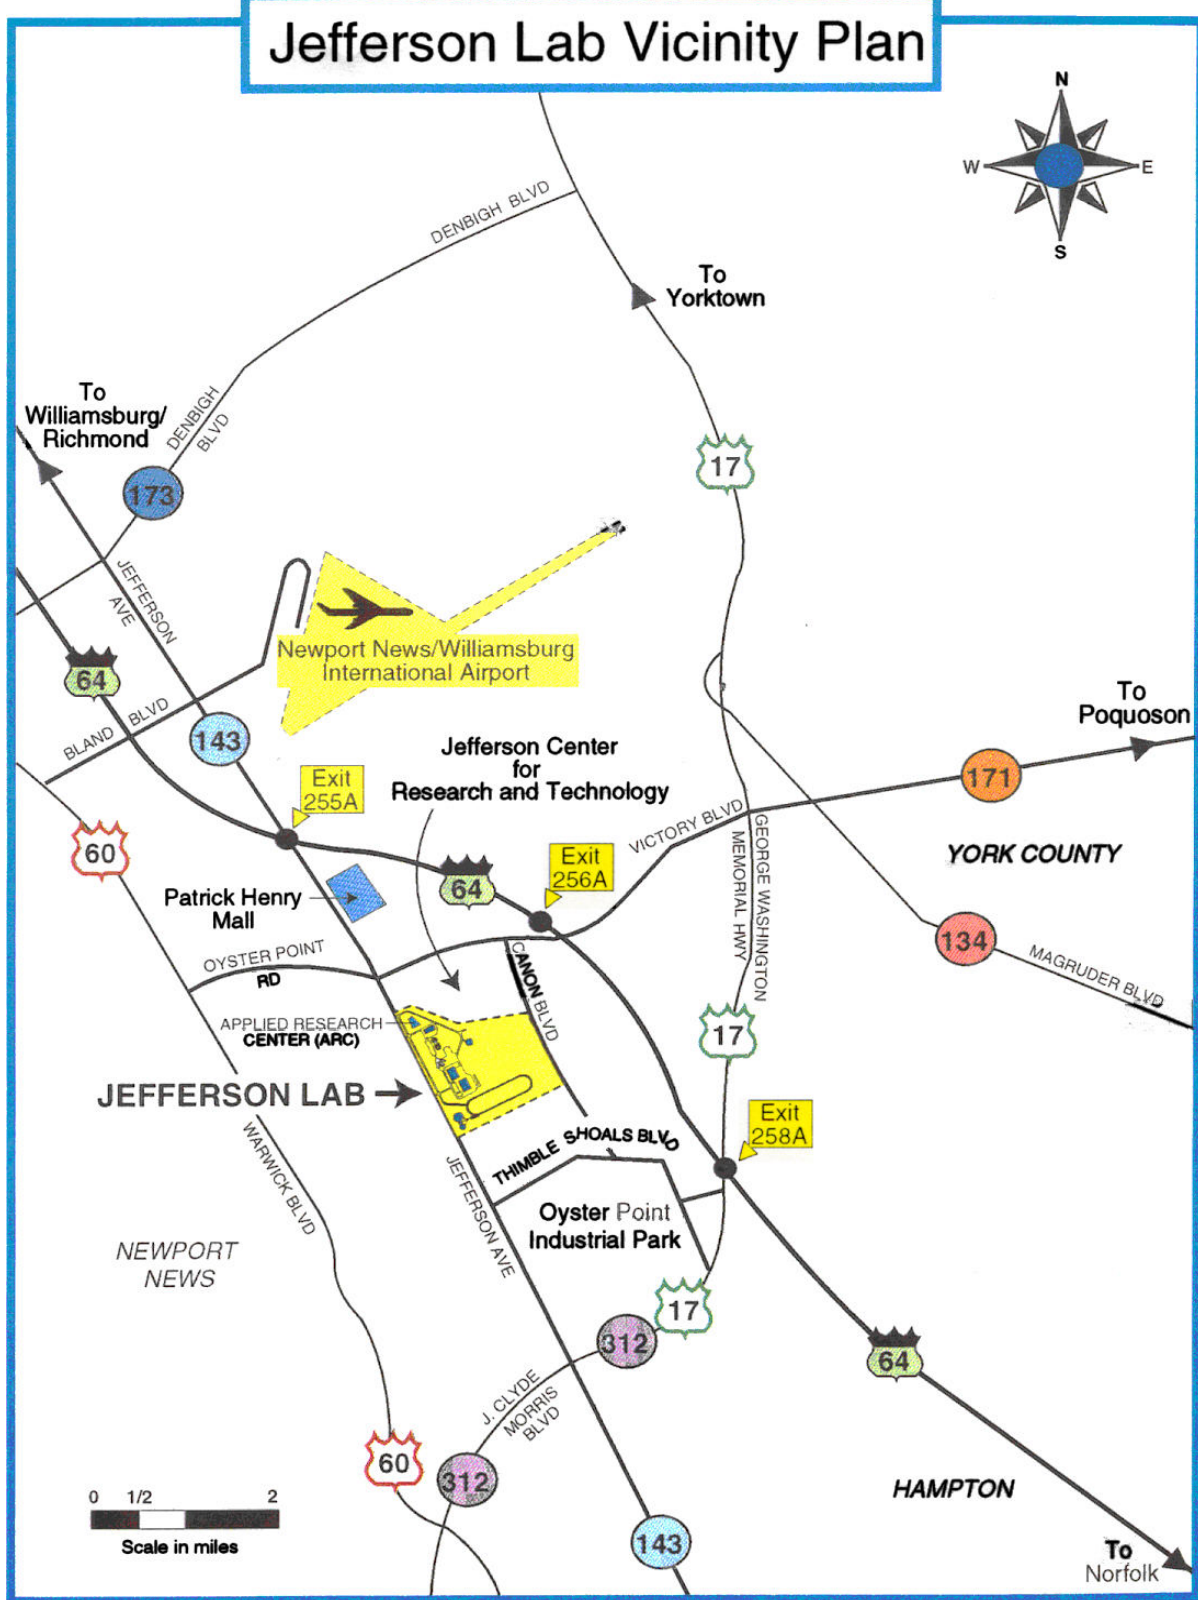 Jefferson Lab Vicinity Plan
N
W
E
S
DENBIGH BLVD
To
Yorktown
To
Williamsburg/
Richmond
DENBIGH
BLVD
17
173
JEFFERSON
AVE
Newport News/Williamsburg
International Airport
64
BLAND BLVD
143
To
Poquoson
Jefferson Center
for
Research and Technology
171
Exit
255A
VICTORY BLVD
GEORGE WASHINGTON
MEMORIAL HWY
60
YORK COUNTY
Exit
256A
64
Patrick Henry
Mall
134
OYSTER POINT
RD
CANON BLVD
MAGRUDER BLVD
APPLIED RESEARCH
CENTER (ARC)
17
JEFFERSON LAB
Exit
258A
THIMBLE SHOALS BLVD
WARWICK BLVD
JEFFERSON AVE
Oyster Point
Industrial Park
NEWPORT
NEWS
17
312
64
J. CLYDE
MORRIS
BLVD
60
312
HAMPTON
0 1/2 2
Scale in miles
143
To
Norfolk